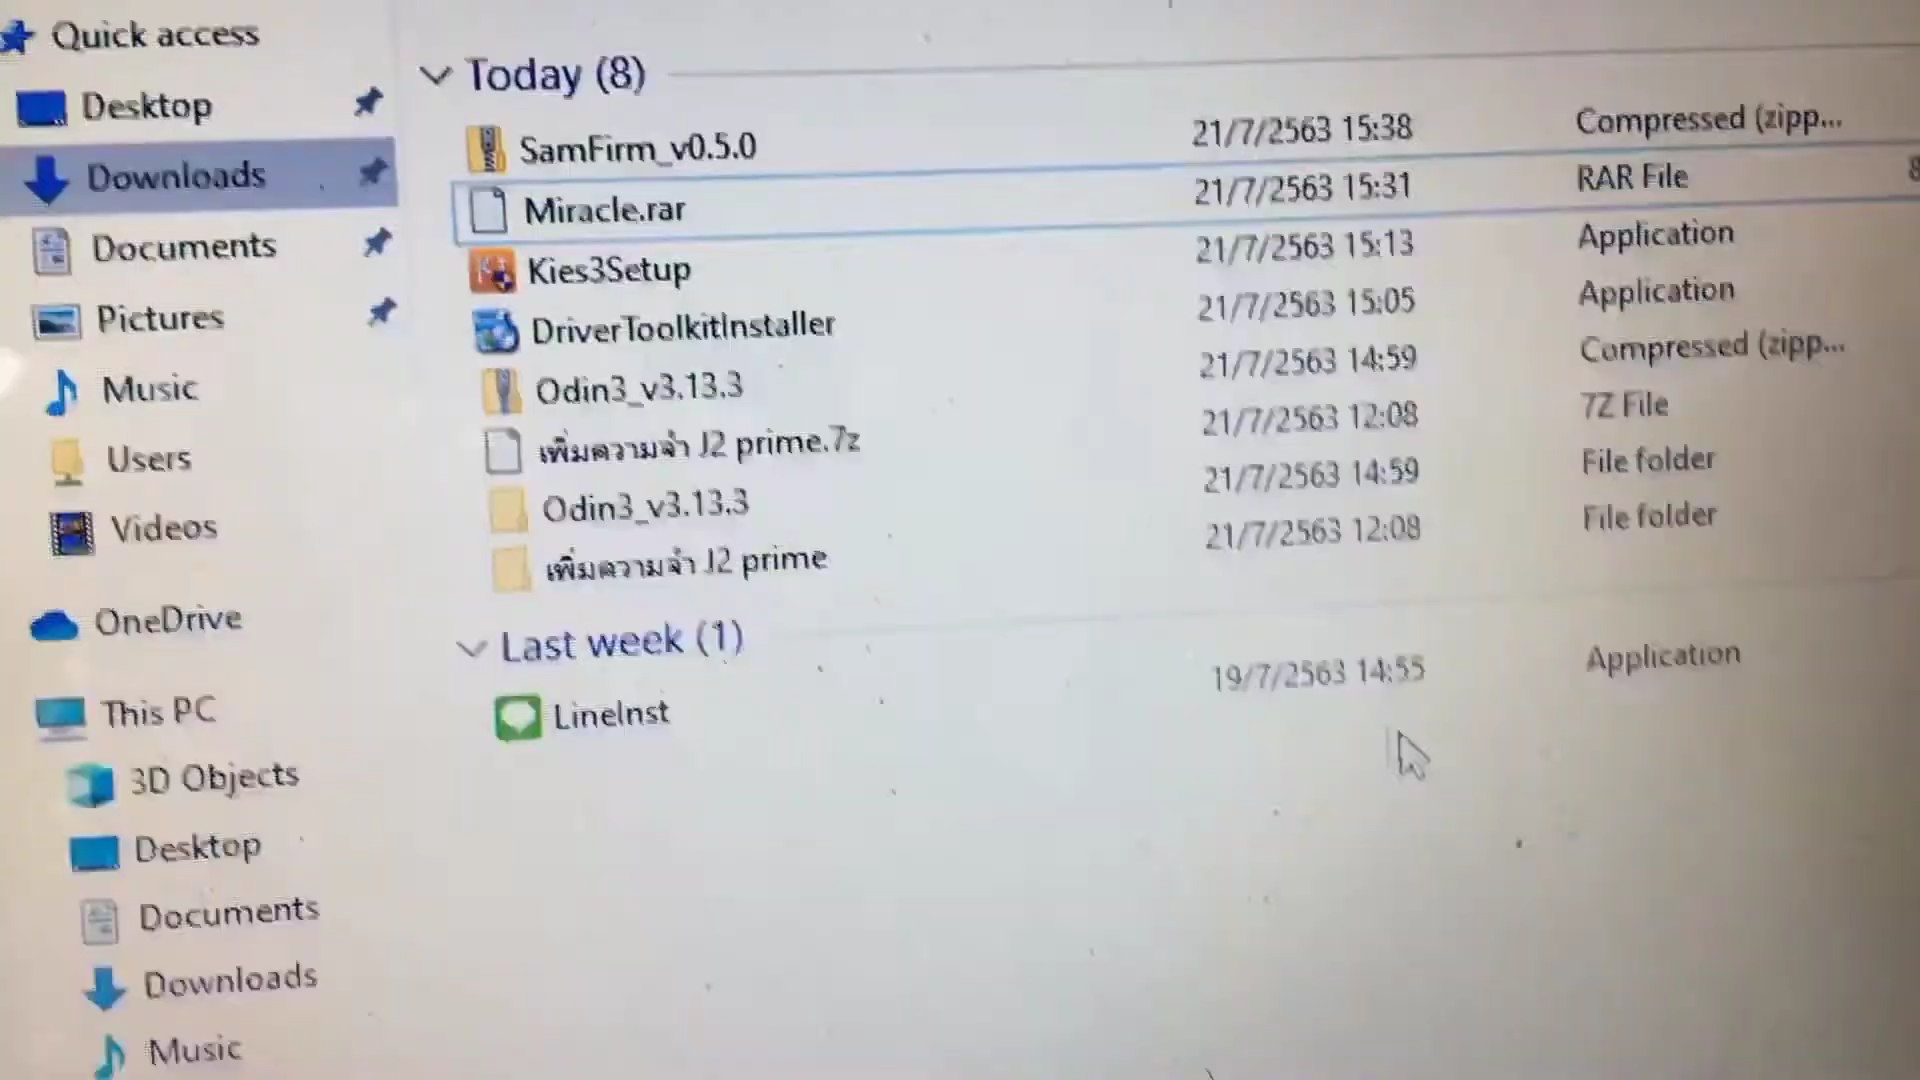 Quick access
Desktop
Downloads
Documents
Pictures
Music
Users
Videos
OneDrive
This PC
3D Objects
Desktop
Documents
Downloads
Music
Today (8)
SamFirm_v0.5.0 21/7/2563 15:38 Compressed (zipp...
Miracle.rar 21/7/2563 15:31 RAR File 8
Kies3Setup 21/7/2563 15:13 Application
DriverToolkitInstaller 21/7/2563 15:05 Application
Odin3_v3.13.3 21/7/2563 14:59 Compressed (zipp...
เพิ่มความจำ J2 prime.7z 21/7/2563 12:08 7Z File
Odin3_v3.13.3 21/7/2563 14:59 File folder
เพิ่มความจำ J2 prime 21/7/2563 12:08 File folder
Last week (1)
LineInst 19/7/2563 14:55 Application